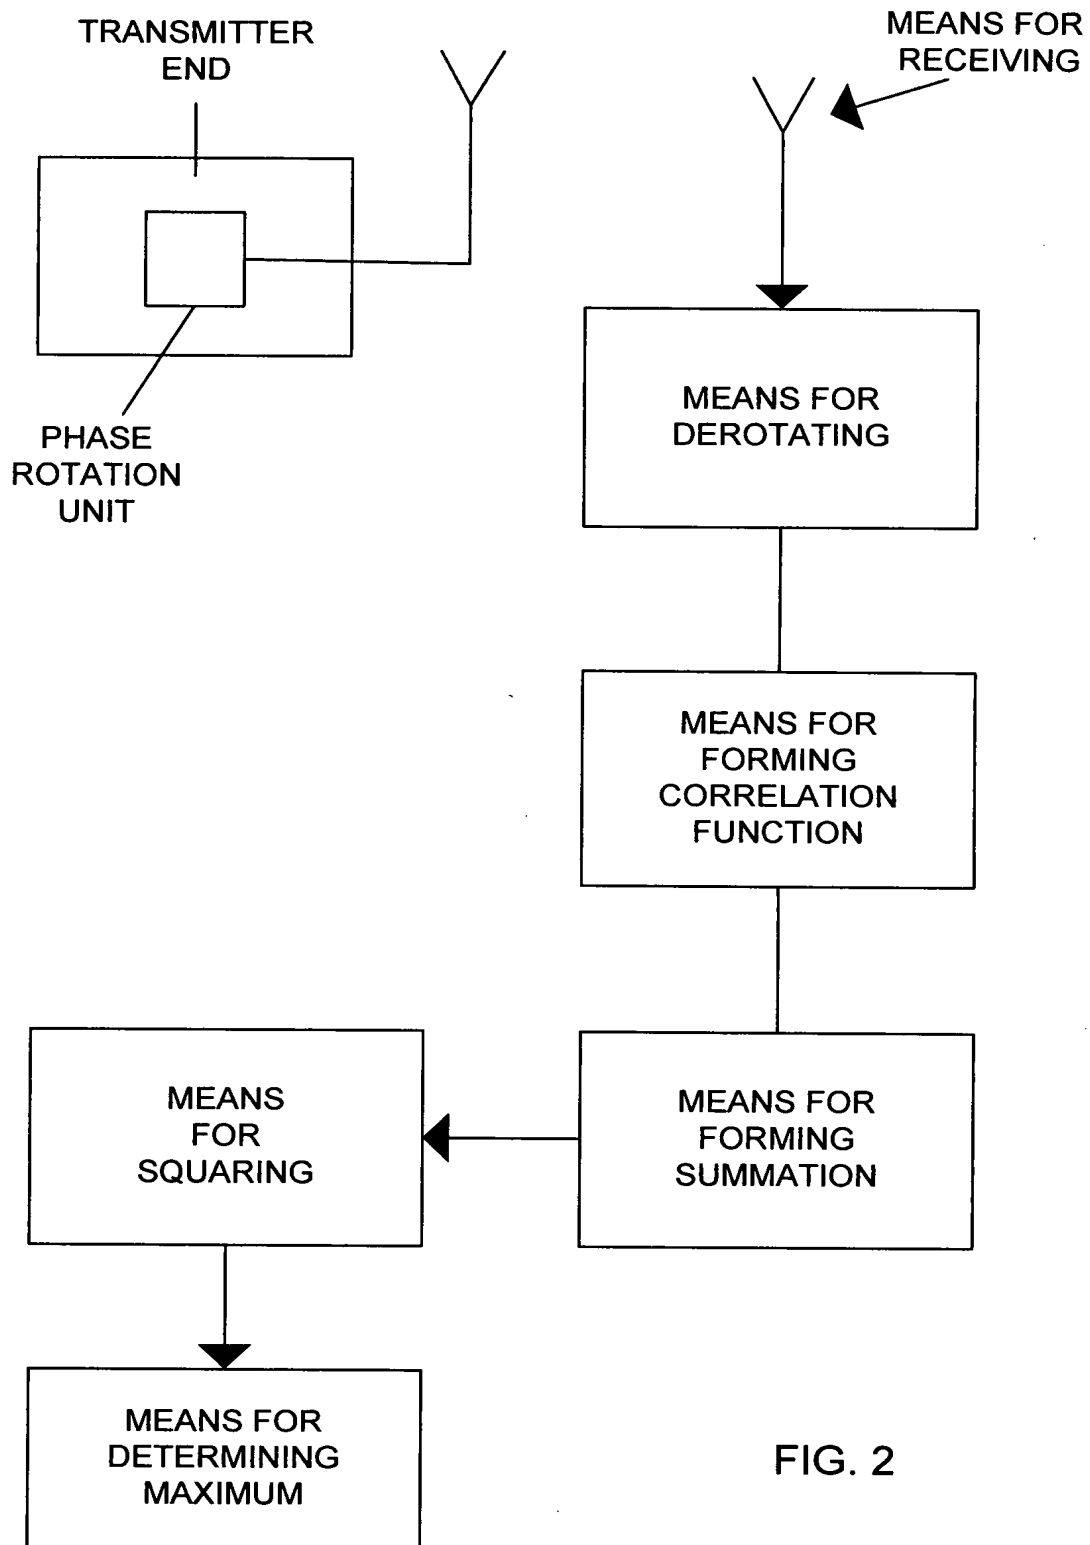 TRANSMITTER
END
MEANS FOR
RECEIVING
PHASE
ROTATION
UNIT
MEANS FOR
DEROTATING
MEANS FOR
FORMING
CORRELATION
FUNCTION
MEANS FOR
FORMING
SUMMATION
MEANS
FOR
SQUARING
MEANS FOR
DETERMINING
MAXIMUM
FIG. 2